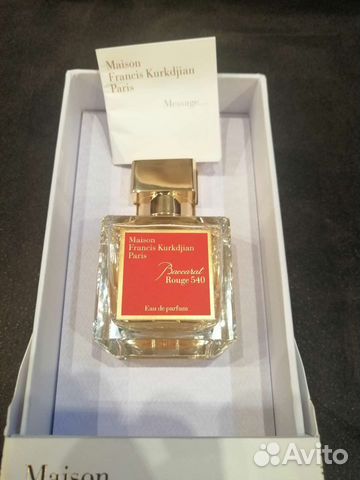 Maison
Francis Kurkdjian
Paris
Message...
Maison
Francis Kurkdjian
Paris
Baccarat
Rouge 540
Eau de parfum
Maison
Avito